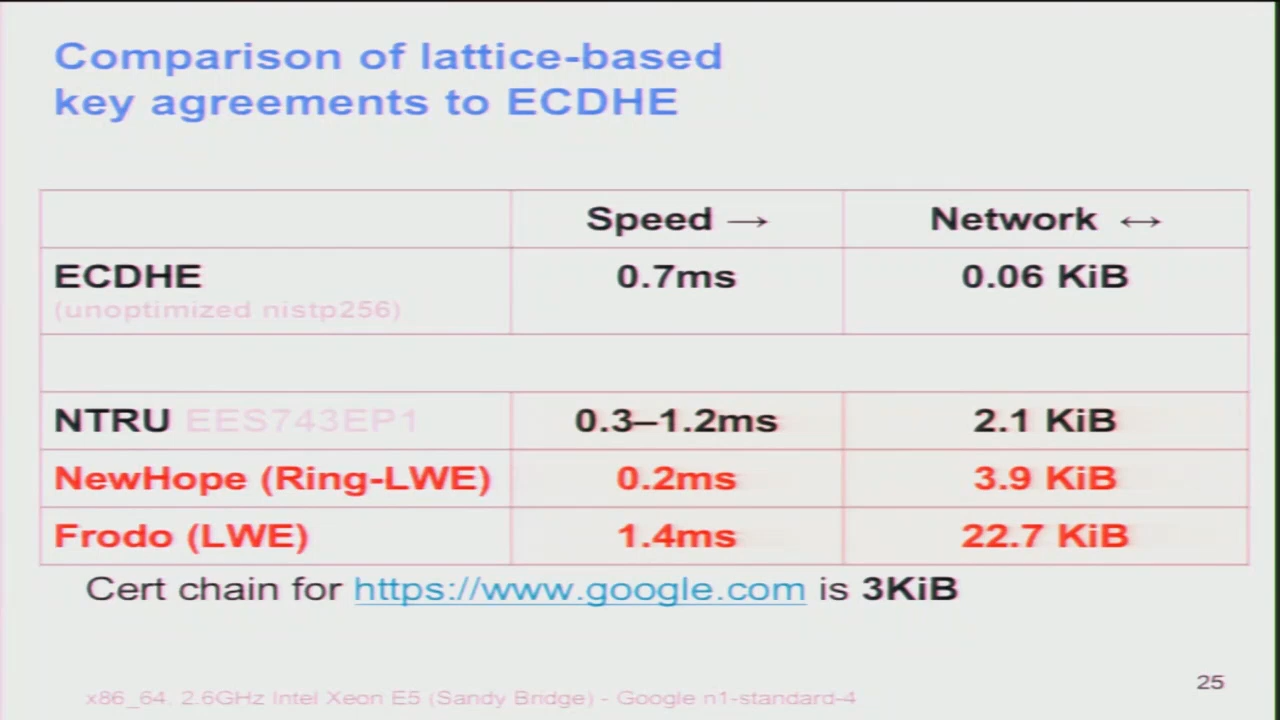 Comparison of lattice-based
key agreements to ECDHE
Speed → Network ↔
ECDHE 0.7ms 0.06 KiB
(unoptimized nistp256)
NTRU EES743EP1 0.3–1.2ms 2.1 KiB
NewHope (Ring-LWE) 0.2ms 3.9 KiB
Frodo (LWE) 1.4ms 22.7 KiB
Cert chain for https://www.google.com is 3KiB
25
x86_64, 2.6GHz Intel Xeon E5 (Sandy Bridge) - Google n1-standard-4